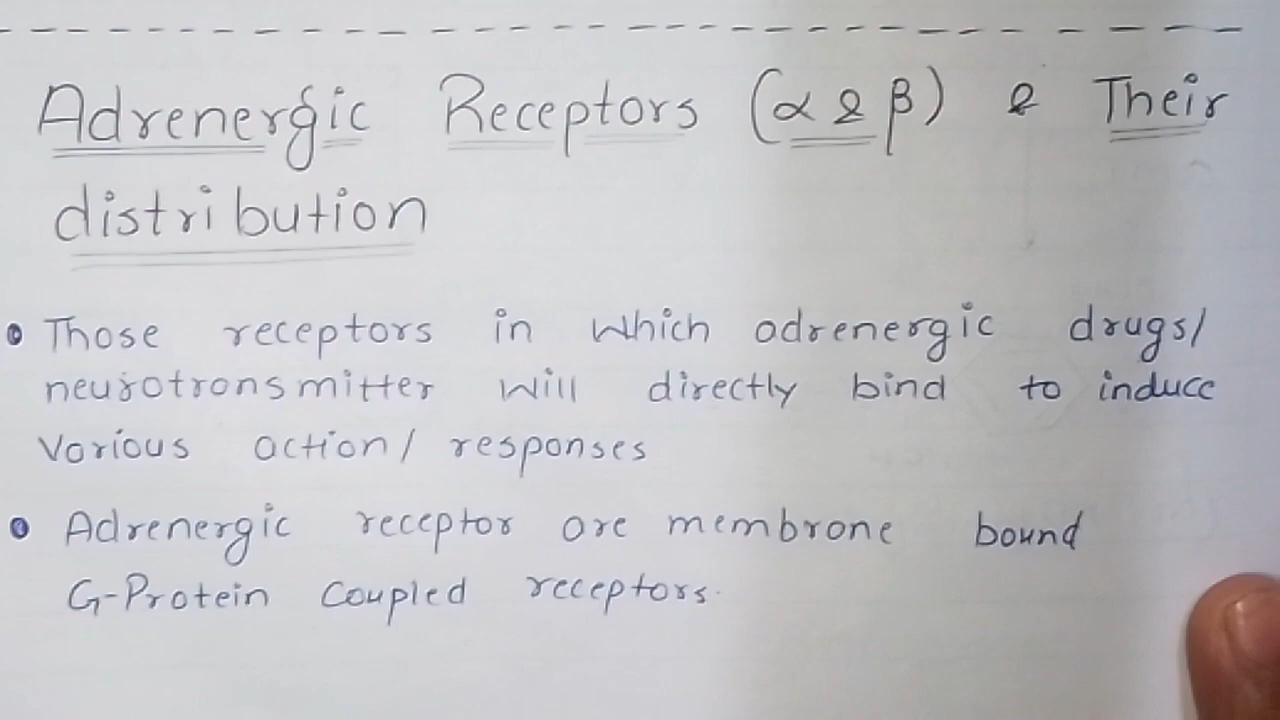 Adrenergic Receptors (α & β) & Their
distribution
Those receptors in which adrenergic drugs/
neurotransmitter will directly bind to induce
Various action/ responses
Adrenergic receptor are membrane bound
G-Protein Coupled receptors.